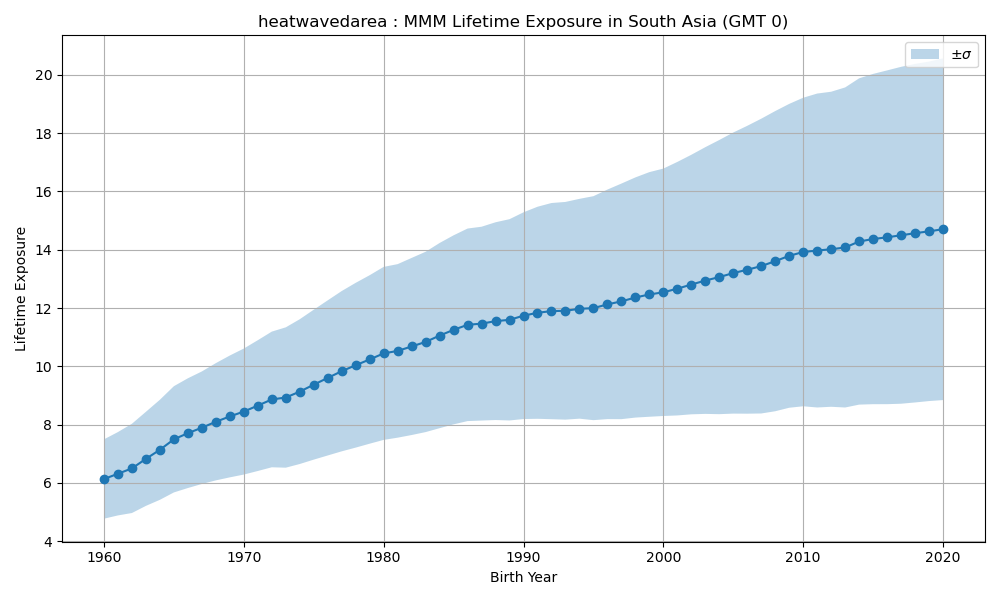 heatwavedarea : MMM Lifetime Exposure in South Asia (GMT 0)
±σ
Lifetime Exposure
20
18
16
14
12
10
8
6
4
1960 1970 1980 1990 2000 2010 2020
Birth Year